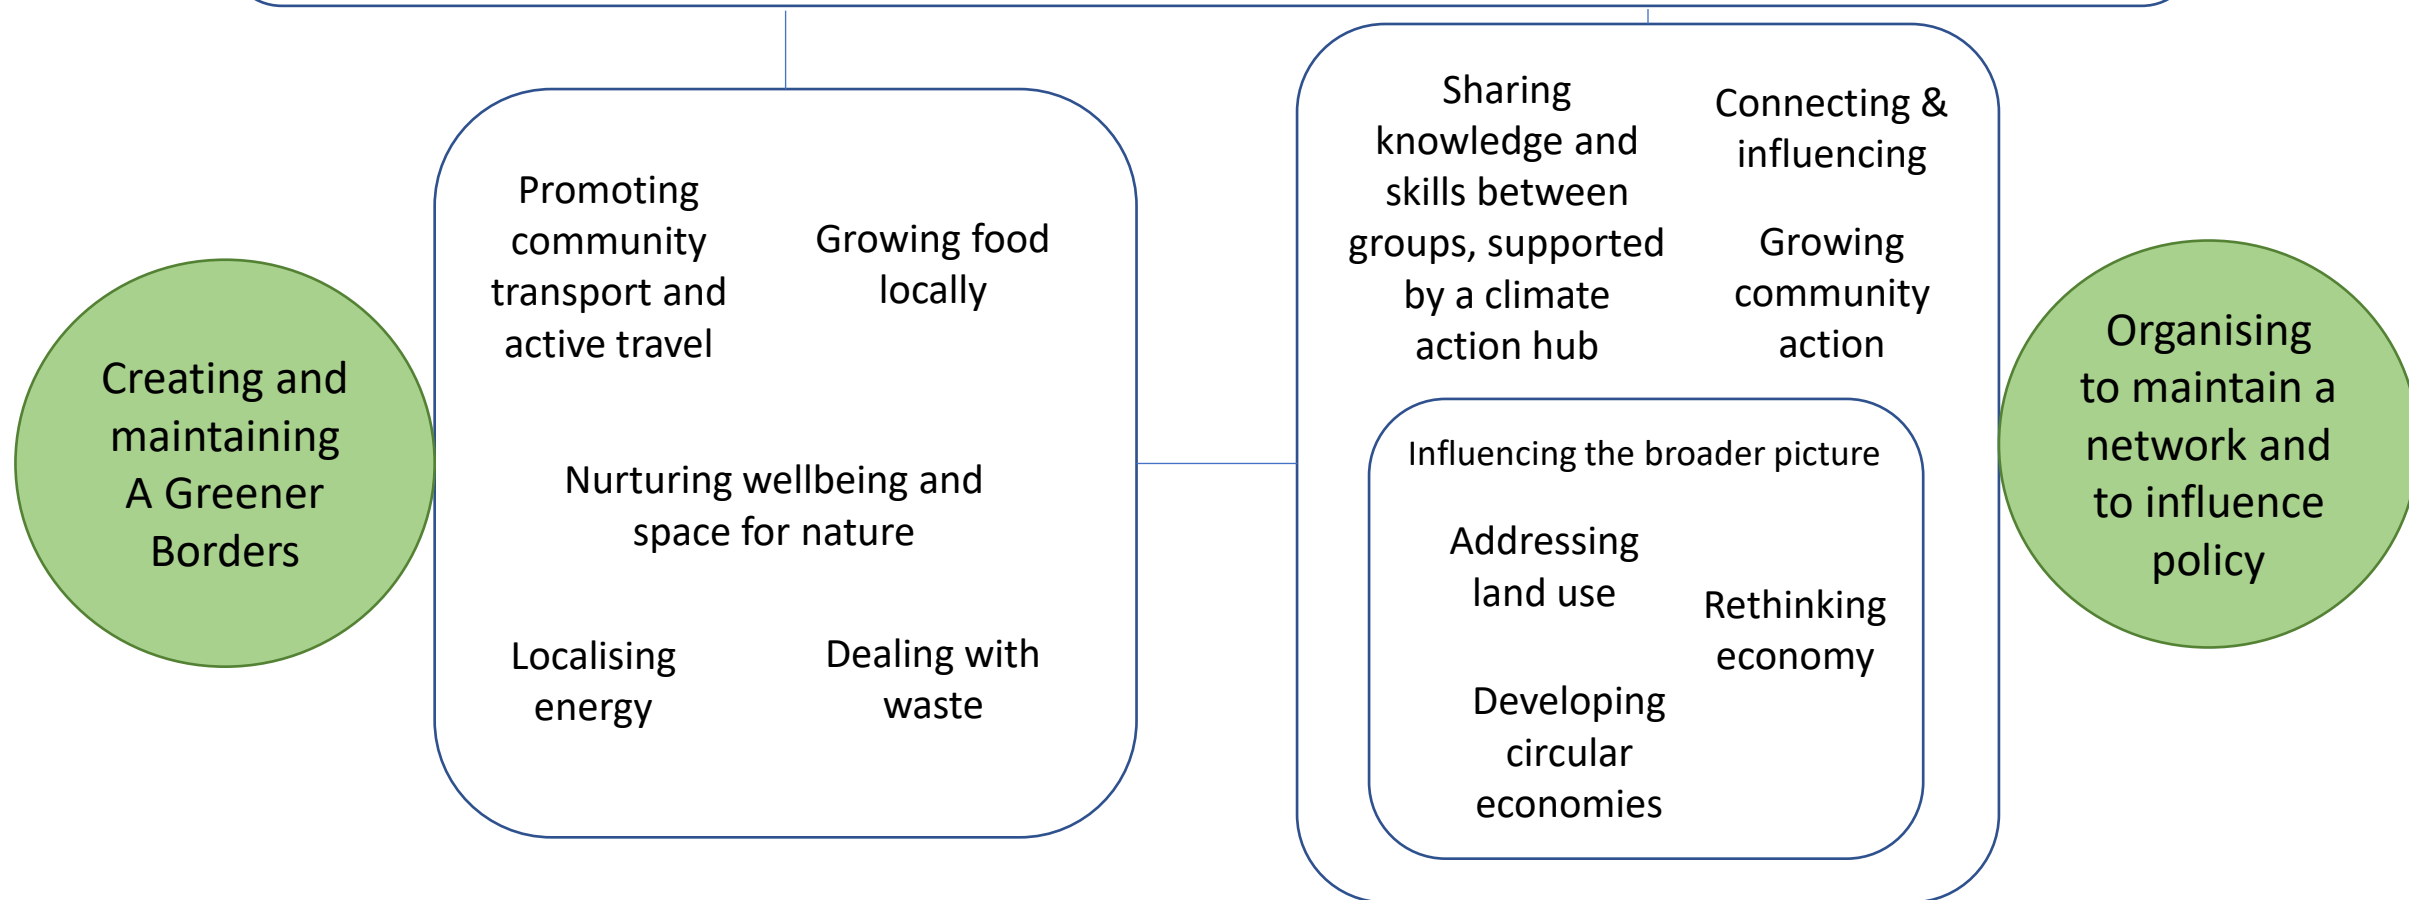 Creating and
maintaining
A Greener
Borders
Promoting
community
transport and
active travel
Growing food
locally
Nurturing wellbeing and
space for nature
Localising
energy
Dealing with
waste
Sharing
knowledge and
skills between
groups, supported
by a climate
action hub
Connecting &
influencing
Growing
community
action
Influencing the broader picture
Addressing
land use
Rethinking
economy
Developing
circular
economies
Organising
to maintain a
network and
to influence
policy